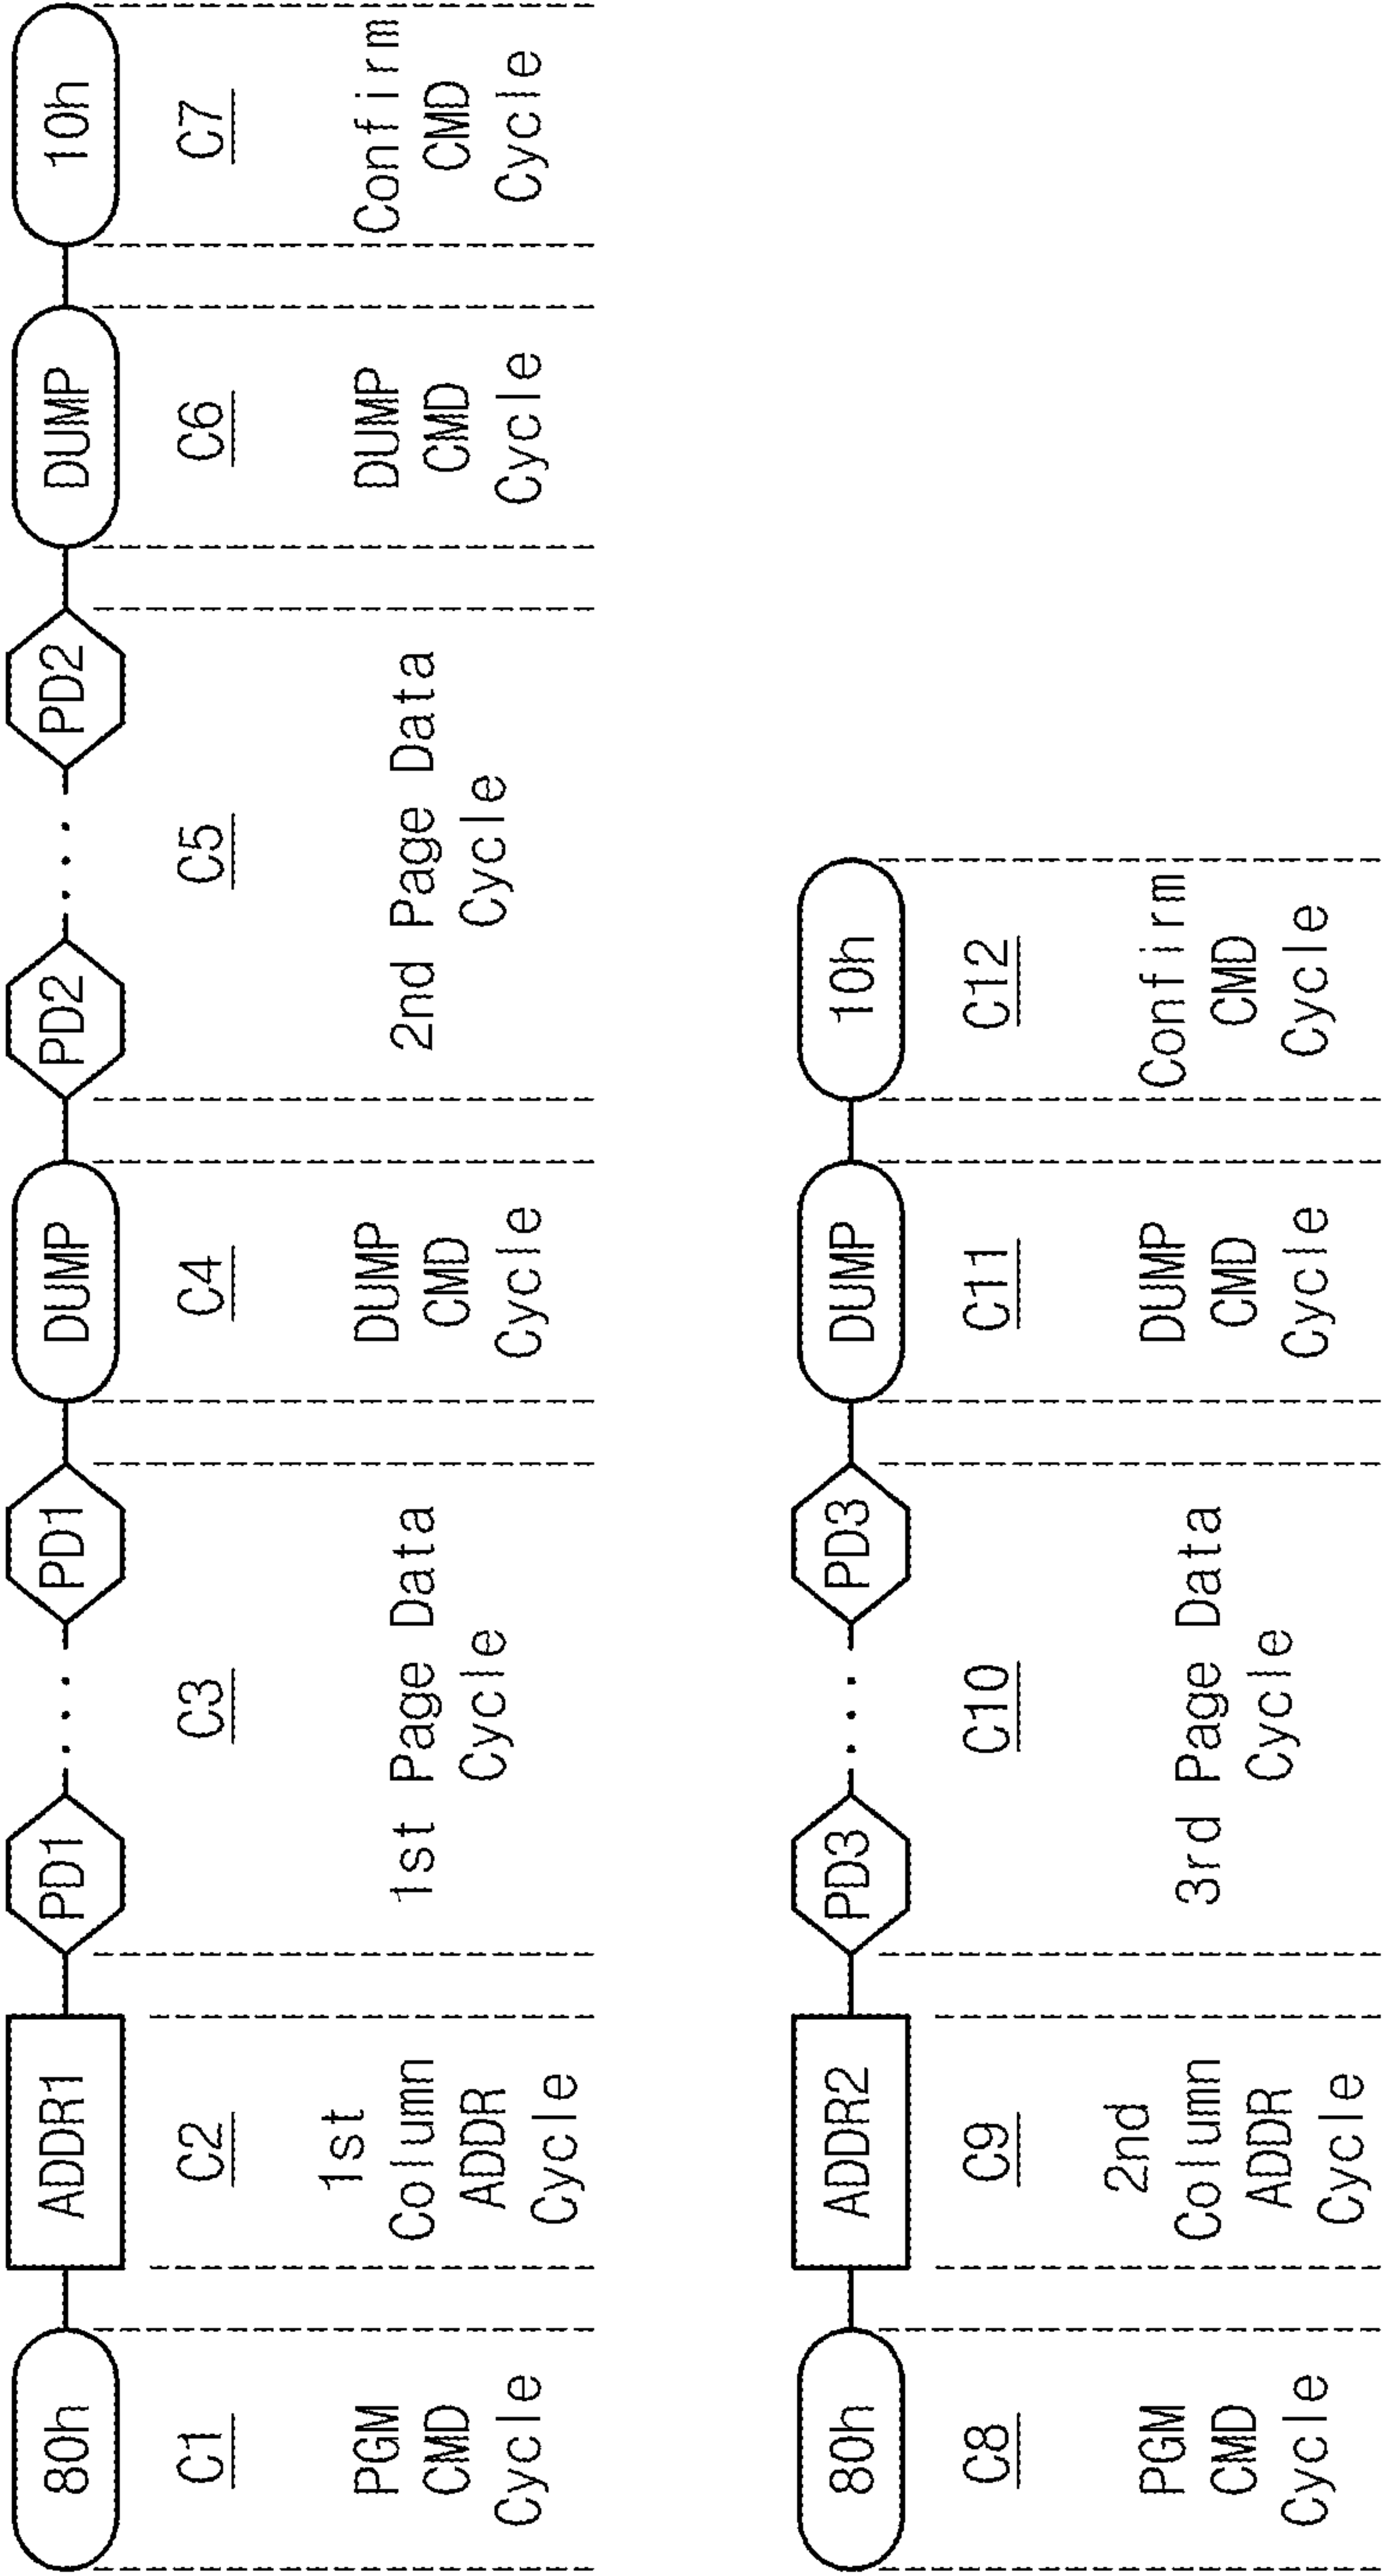 80h ADDR1 PD1 ... PD1 DUMP PD2 ... PD2 DUMP 10h
C1 C2 C3 C4 C5 C6 C7
PGM
CMD
Cycle
1st
Column
ADDR
Cycle
1st Page Data
Cycle
DUMP
CMD
Cycle
2nd Page Data
Cycle
DUMP
CMD
Cycle
Confirm
CMD
Cycle
80h ADDR2 PD3 ... PD3 DUMP 10h
C8 C9 C10 C11 C12
PGM
CMD
Cycle
2nd
Column
ADDR
Cycle
3rd Page Data
Cycle
DUMP
CMD
Cycle
Confirm
CMD
Cycle